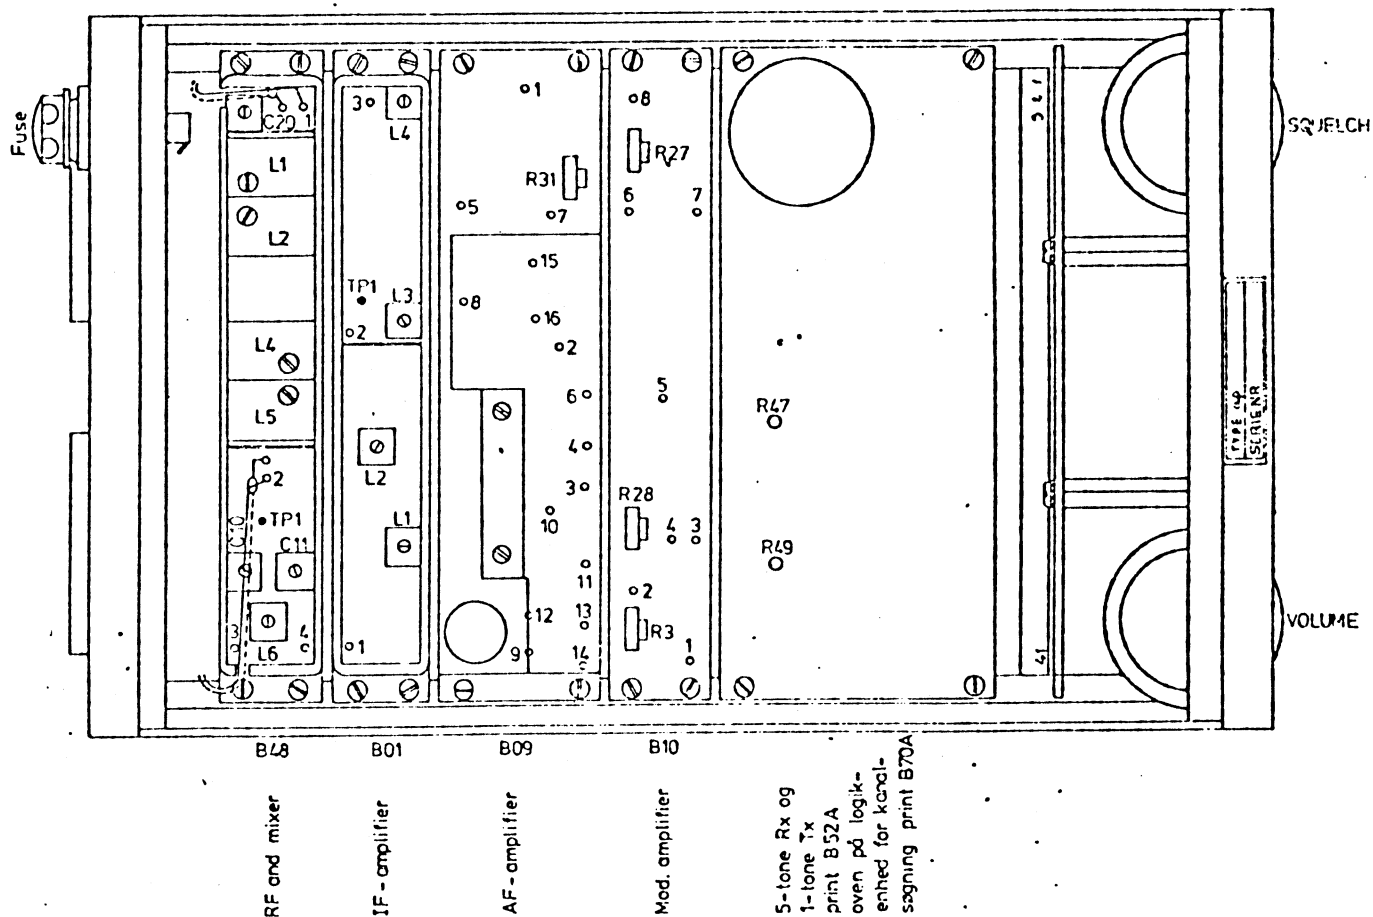 Fuse
SQUELCH
VOLUME
C20 1
L1
L2
L4
L5
2
TP1
C10
C11
3
L6
4
3
L4
TP1
L3
2
L2
L1
1
1
R31
5
7
15
8
16
2
6
4
3
10
11
12
13
9
14
8
R27
6
7
5
R28
4
3
2
R3
1
R47
R49
41
TYPE
SERIENR
B48
B01
B09
B10
RF and mixer
IF-amplifier
AF-amplifier
Mod. amplifier
5-tone Rx og
1-tone Tx
print B52A
oven på logik-
enhed for kanal-
søgning print B70A